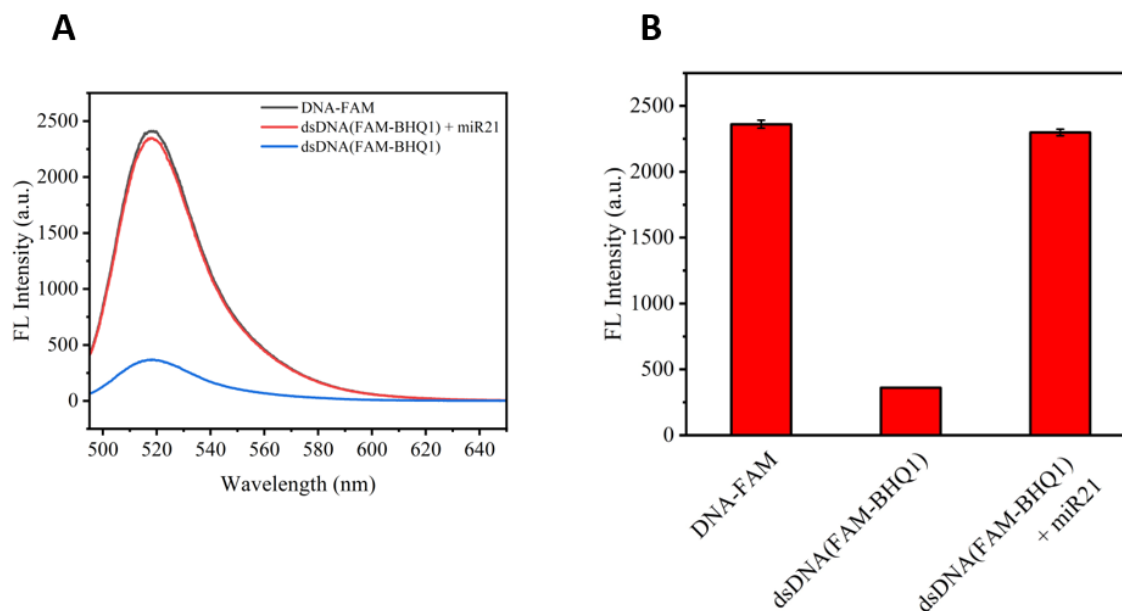 A
DNA-FAM
dsDNA(FAM-BHQ1) + miR21
dsDNA(FAM-BHQ1)
2500
2000
1500
1000
500
0
FL Intensity (a.u.)
500 520 540 560 580 600 620 640
Wavelength (nm)
B
2500
2000
1500
1000
500
0
FL Intensity (a.u.)
DNA-FAM
dsDNA(FAM-BHQ1)
dsDNA(FAM-BHQ1)
+ miR21